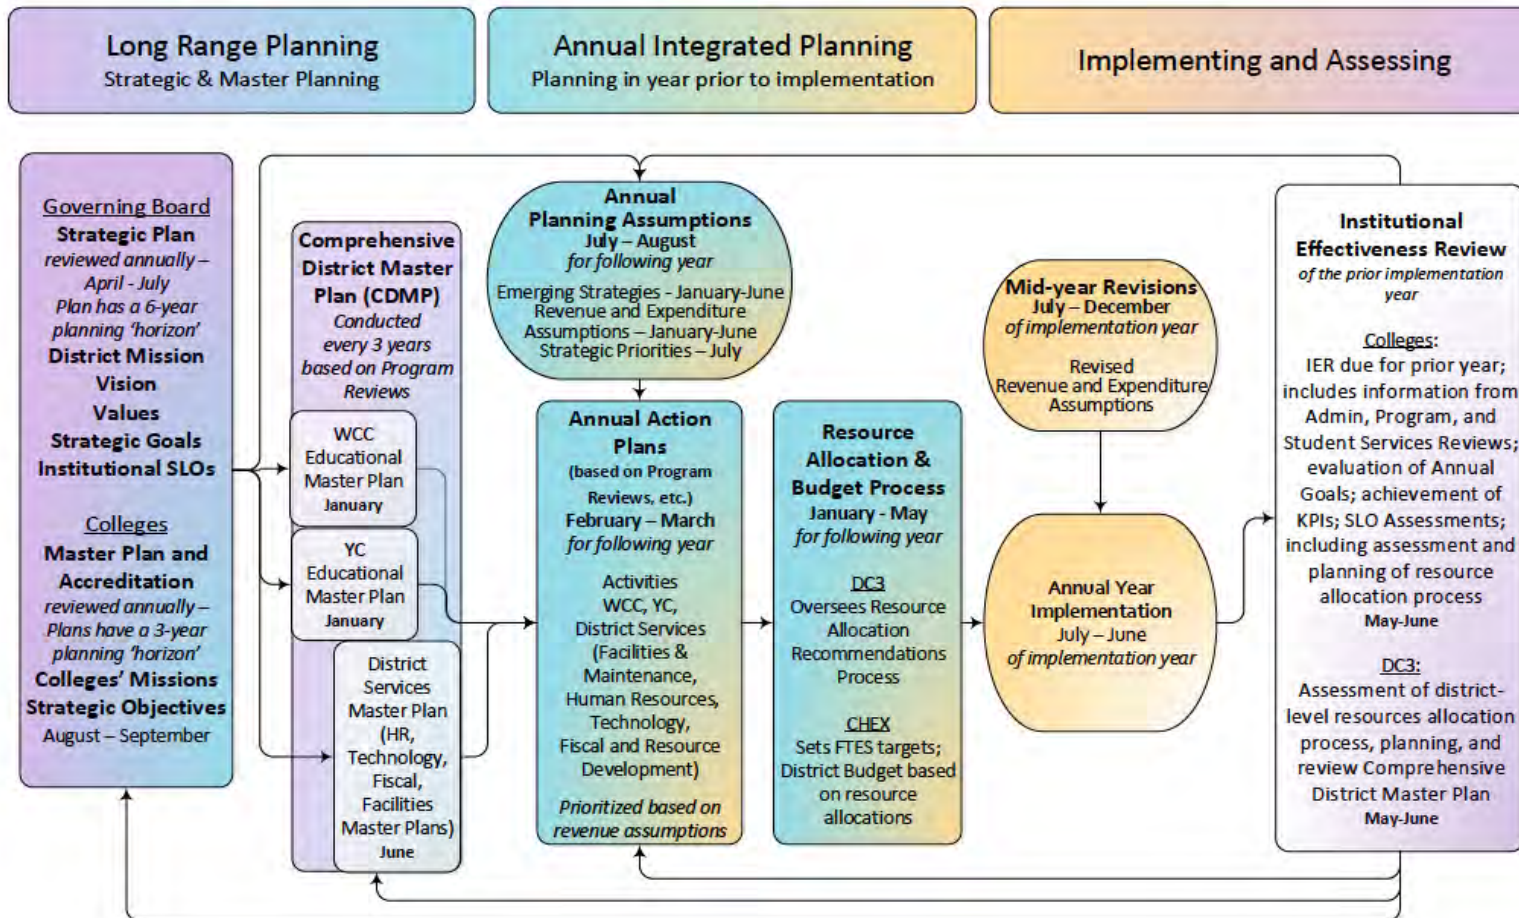 Long Range Planning
Strategic & Master Planning
Annual Integrated Planning
Planning in year prior to implementation
Implementing and Assessing
Governing Board
Strategic Plan
reviewed annually –
April - July
Plan has a 6-year
planning ‘horizon’
District Mission
Vision
Values
Strategic Goals
Institutional SLOs
Colleges
Master Plan and
Accreditation
reviewed annually –
Plans have a 3-year
planning ‘horizon’
Colleges’ Missions
Strategic Objectives
August – September
Comprehensive
District Master
Plan (CDMP)
Conducted
every 3 years
based on Program
Reviews
WCC
Educational
Master Plan
January
YC
Educational
Master Plan
January
District
Services
Master Plan
(HR,
Technology,
Fiscal,
Facilities
Master Plans)
June
Annual
Planning Assumptions
July – August
for following year
Emerging Strategies - January-June
Revenue and Expenditure
Assumptions – January-June
Strategic Priorities – July
Annual Action
Plans
(based on Program
Reviews, etc.)
February – March
for following year
Activities
WCC, YC,
District Services
(Facilities &
Maintenance,
Human Resources,
Technology,
Fiscal and Resource
Development)
Prioritized based on
revenue assumptions
Resource
Allocation &
Budget Process
January - May
for following year
DC3
Oversees Resource
Allocation
Recommendations
Process
CHEX
Sets FTES targets;
District Budget based
on resource
allocations
Mid-year Revisions
July – December
of implementation year
Revised
Revenue and Expenditure
Assumptions
Annual Year
Implementation
July – June
of implementation year
Institutional
Effectiveness Review
of the prior implementation
year
Colleges:
IER due for prior year;
includes information from
Admin, Program, and
Student Services Reviews;
evaluation of Annual
Goals; achievement of
KPIs; SLO Assessments;
including assessment and
planning of resource
allocation process
May-June
DC3:
Assessment of district-
level resources allocation
process, planning, and
review Comprehensive
District Master Plan
May-June